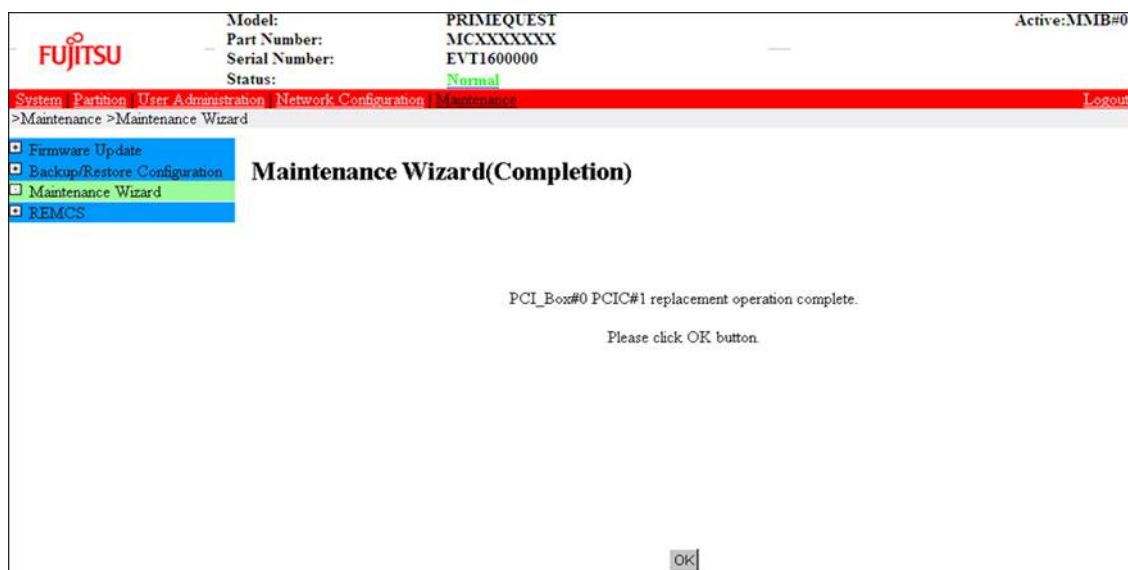 FUJITSU
Model: PRIMEQUEST Active:MMB#0
Part Number: MCXXXXXXX
Serial Number: EVT1600000
Status: Normal
System | Partition | User Administration | Network Configuration | Maintenance Logout
>Maintenance >Maintenance Wizard
Firmware Update
Backup/Restore Configuration
Maintenance Wizard
REMCS
Maintenance Wizard(Completion)
PCI_Box#0 PCIC#1 replacement operation complete.
Please click OK button.
OK